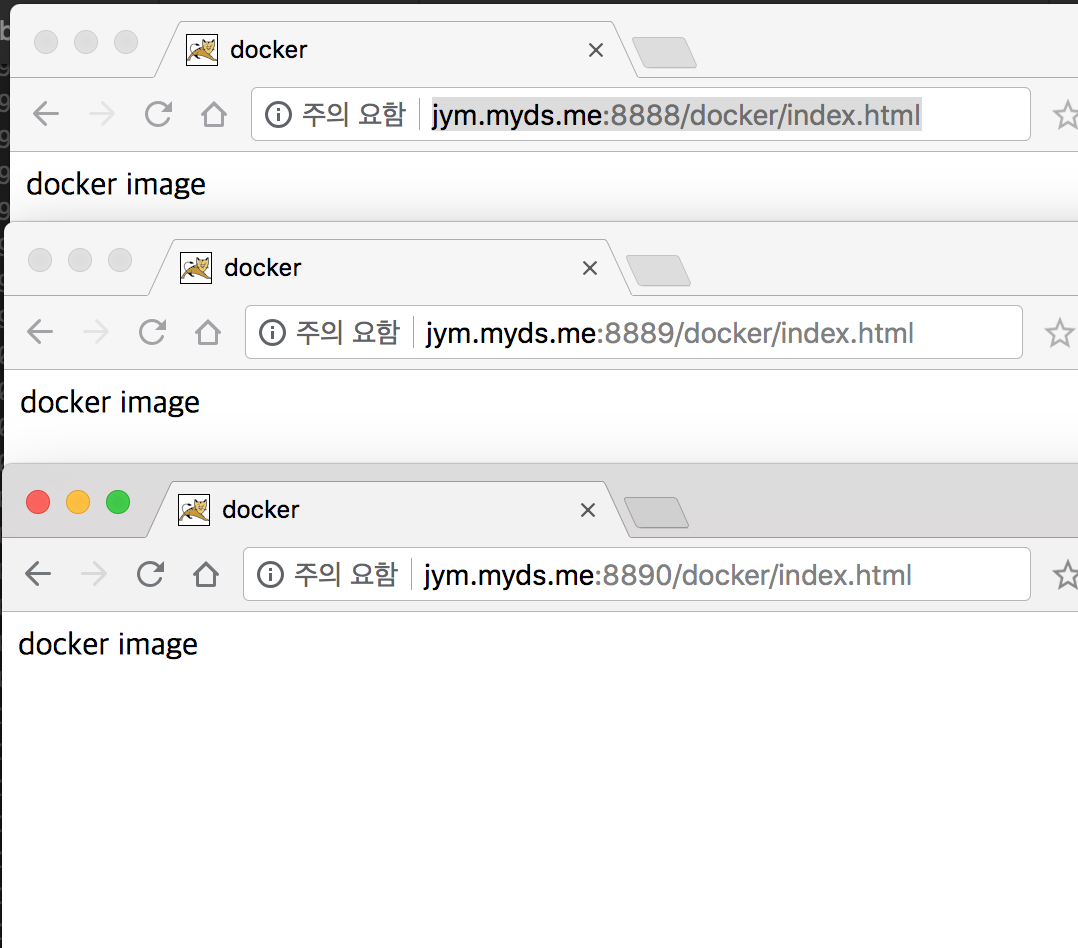 docker
주의 요함 jym.myds.me:8888/docker/index.html
docker image
docker
주의 요함 jym.myds.me:8889/docker/index.html
docker image
docker
주의 요함 jym.myds.me:8890/docker/index.html
docker image